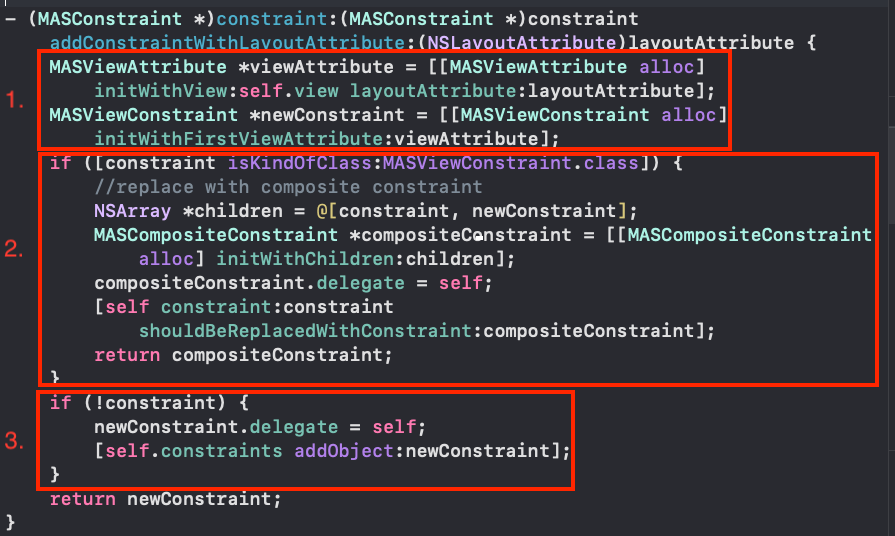 - (MASConstraint *)constraint:(MASConstraint *)constraint
addConstraintWithLayoutAttribute:(NSLayoutAttribute)layoutAttribute {
MASViewAttribute *viewAttribute = [[MASViewAttribute alloc]
1.
initWithView:self.view layoutAttribute:layoutAttribute];
MASViewConstraint *newConstraint = [[MASViewConstraint alloc]
initWithFirstViewAttribute:viewAttribute];
if ([constraint isKindOfClass:MASViewConstraint.class]) {
//replace with composite constraint
NSArray *children = @[constraint, newConstraint];
2.
MASCompositeConstraint *compositeConstraint = [[MASCompositeConstraint
alloc] initWithChildren:children];
compositeConstraint.delegate = self;
[self constraint:constraint
shouldBeReplacedWithConstraint:compositeConstraint];
return compositeConstraint;
}
if (!constraint) {
newConstraint.delegate = self;
3.
[self.constraints addObject:newConstraint];
}
return newConstraint;
}